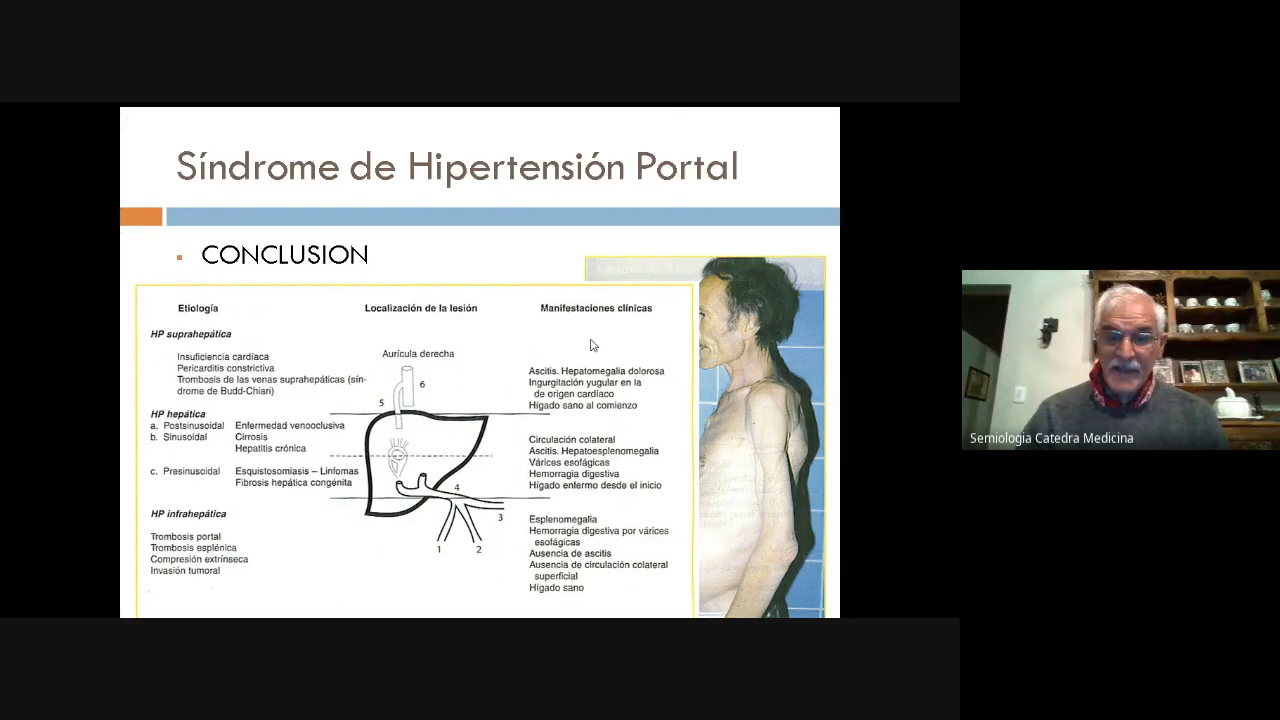 Síndrome de Hipertensión Portal
CONCLUSION
Etiología
Localización de la lesión
Manifestaciones clínicas
HP suprahepática
Insuficiencia cardíaca
Pericarditis constrictiva
Trombosis de las venas suprahepáticas (sín-
drome de Budd-Chiari)
Aurícula derecha
6
5
Ascitis. Hepatomegalia dolorosa
Ingurgitación yugular en la
de origen cardíaco
Hígado sano al comienzo
HP hepática
a. Postsinusoidal Enfermedad venooclusiva
b. Sinusoidal Cirrosis
Hepatitis crónica
c. Presinusoidal Esquistosomiasis – Linfomas
Fibrosis hepática congénita
4
3
1 2
Circulación colateral
Ascitis. Hepatoesplenomegalia
Várices esofágicas
Hemorragia digestiva
Hígado enfermo desde el inicio
HP infrahepática
Trombosis portal
Trombosis esplénica
Compresión extrínseca
Invasión tumoral
Esplenomegalia
Hemorragia digestiva por várices
esofágicas
Ausencia de ascitis
Ausencia de circulación colateral
superficial
Hígado sano
Semiologia Catedra Medicina